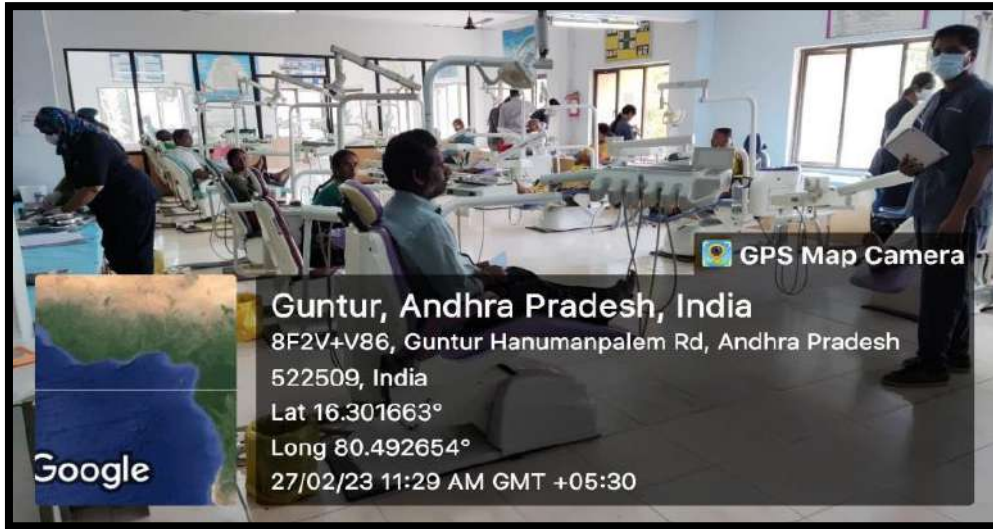 GPS Map Camera
Guntur, Andhra Pradesh, India
8F2V+V86, Guntur Hanumanpalem Rd, Andhra Pradesh
522509, India
Lat 16.301663°
Long 80.492654°
27/02/23 11:29 AM GMT +05:30
Google